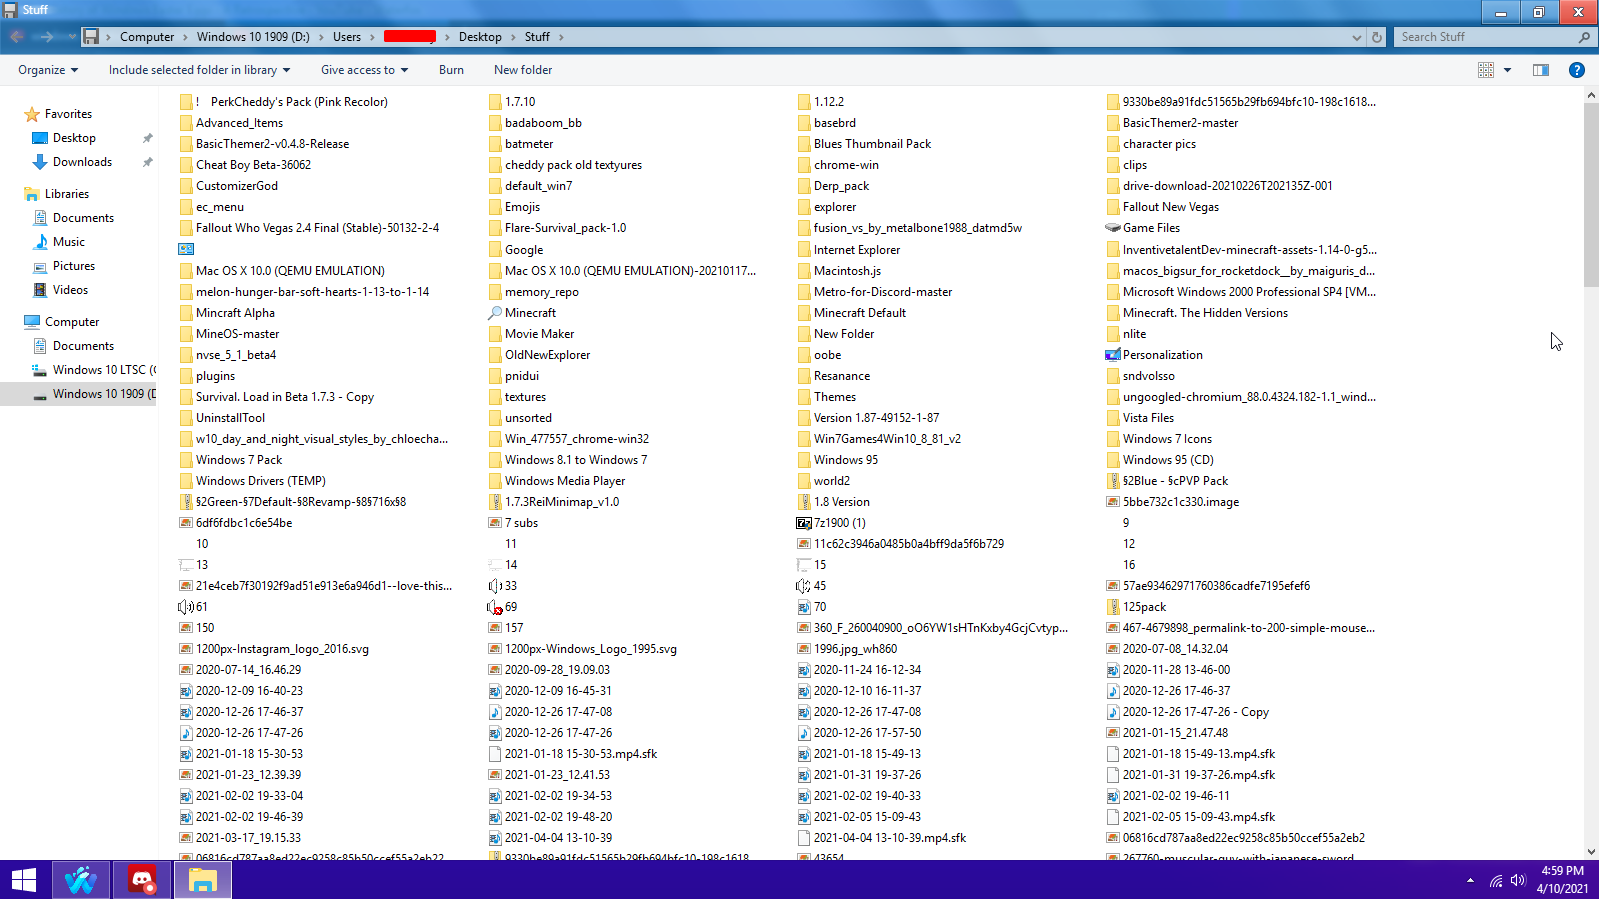 Stuff
Computer Windows 10 1909 (D:) Users Desktop Stuff
Search Stuff
Organize Include selected folder in library Give access to Burn New folder
Favorites
Desktop
Downloads
Libraries
Documents
Music
Pictures
Videos
Computer
Documents
Windows 10 LTSC (
Windows 10 1909 (D
! PerkCheddy's Pack (Pink Recolor) 1.7.10 1.12.2 9330be89a91fdc51565b29fb694bfc10-198c1618...
Advanced_Items badaboom_bb basebrd BasicThemer2-master
BasicThemer2-v0.4.8-Release batmeter Blues Thumbnail Pack character pics
Cheat Boy Beta-36062 cheddy pack old textyures chrome-win clips
CustomizerGod default_win7 Derp_pack drive-download-20210226T202135Z-001
ec_menu Emojis explorer Fallout New Vegas
Fallout Who Vegas 2.4 Final (Stable)-50132-2-4 Flare-Survival_pack-1.0 fusion_vs_by_metalbone1988_datmd5w Game Files
Google Internet Explorer InventivetalentDev-minecraft-assets-1.14-0-g5...
Mac OS X 10.0 (QEMU EMULATION) Mac OS X 10.0 (QEMU EMULATION)-20210117... Macintosh.js macos_bigsur_for_rocketdock__by_maiguris_d...
melon-hunger-bar-soft-hearts-1-13-to-1-14 memory_repo Metro-for-Discord-master Microsoft Windows 2000 Professional SP4 [VM...
Mincraft Alpha Minecraft Minecraft Default Minecraft. The Hidden Versions
MineOS-master Movie Maker New Folder nlite
nvse_5_1_beta4 OldNewExplorer oobe Personalization
plugins pnidui Resanance sndvolsso
Survival. Load in Beta 1.7.3 - Copy textures Themes ungoogled-chromium_88.0.4324.182-1.1_wind...
UninstallTool unsorted Version 1.87-49152-1-87 Vista Files
w10_day_and_night_visual_styles_by_chloecha... Win_477557_chrome-win32 Win7Games4Win10_8_81_v2 Windows 7 Icons
Windows 7 Pack Windows 8.1 to Windows 7 Windows 95 Windows 95 (CD)
Windows Drivers (TEMP) Windows Media Player world2 §2Blue - §cPVP Pack
§2Green-§7Default-§8Revamp-§8§716x§8 1.7.3ReiMinimap_v1.0 1.8 Version 5bbe732c1c330.image
6df6fdbc1c6e54be 7 subs 7z1900 (1) 9
10 11 11c62c3946a0485b0a4bff9da5f6b729 12
13 14 15 16
21e4ceb7f30192f9ad51e913e6a946d1--love-this... 33 45 57ae93462971760386cadfe7195efef6
61 69 70 125pack
150 157 360_F_260040900_oO6YW1sHTnKxby4GcjCvtyp... 467-4679898_permalink-to-200-simple-mouse...
1200px-Instagram_logo_2016.svg 1200px-Windows_Logo_1995.svg 1996.jpg_wh860 2020-07-08_14.32.04
2020-07-14_16.46.29 2020-09-28_19.09.03 2020-11-24 16-12-34 2020-11-28 13-46-00
2020-12-09 16-40-23 2020-12-09 16-45-31 2020-12-10 16-11-37 2020-12-26 17-46-37
2020-12-26 17-46-37 2020-12-26 17-47-08 2020-12-26 17-47-08 2020-12-26 17-47-26 - Copy
2020-12-26 17-47-26 2020-12-26 17-47-26 2020-12-26 17-57-50 2021-01-15_21.47.48
2021-01-18 15-30-53 2021-01-18 15-30-53.mp4.sfk 2021-01-18 15-49-13 2021-01-18 15-49-13.mp4.sfk
2021-01-23_12.39.39 2021-01-23_12.41.53 2021-01-31 19-37-26 2021-01-31 19-37-26.mp4.sfk
2021-02-02 19-33-04 2021-02-02 19-34-53 2021-02-02 19-40-33 2021-02-02 19-46-11
2021-02-02 19-46-39 2021-02-02 19-48-20 2021-02-05 15-09-43 2021-02-05 15-09-43.mp4.sfk
2021-03-17_19.15.33 2021-04-04 13-10-39 2021-04-04 13-10-39.mp4.sfk 06816cd787aa8ed22ec9258c85b50ccef55a2eb2
06816cd787aa8ed22ec9258c85b50ccef55a2eb22 9330be89a91fdc51565b29fb694bfc10-198c1618 43654 267760-muscular-guy-with-japanese-sword
4:59 PM
4/10/2021